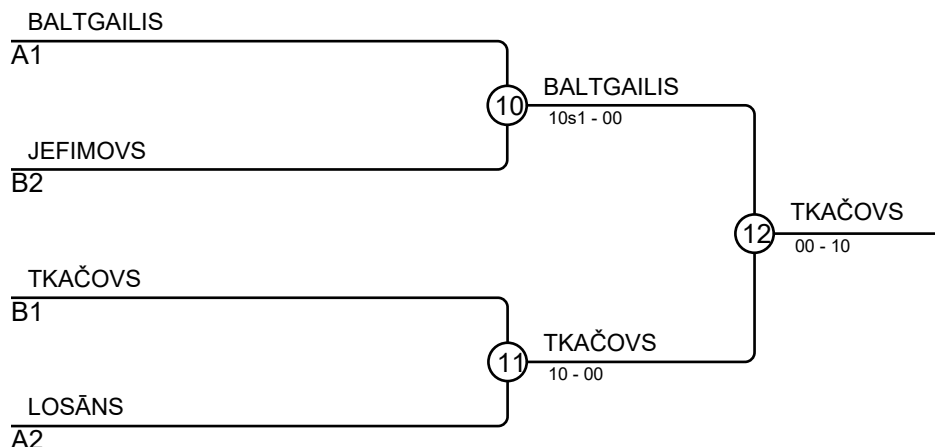 BALTGAILIS
A1
10
BALTGAILIS
10s1 - 00
JEFIMOVS
B2
12
TKAČOVS
00 - 10
TKAČOVS
B1
11
TKAČOVS
10 - 00
LOSĀNS
A2